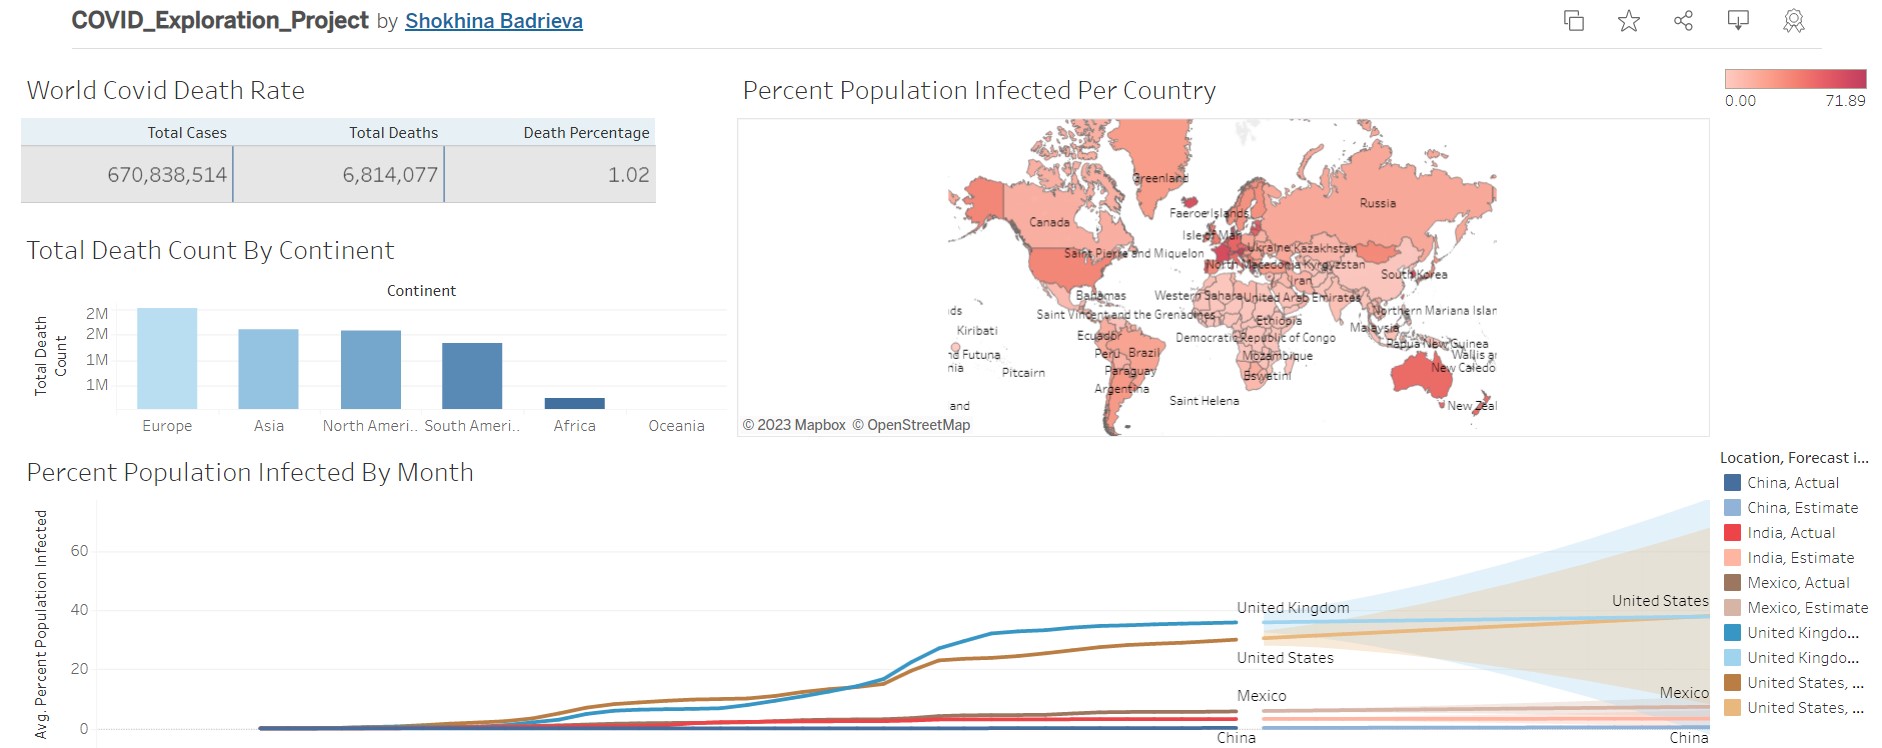 COVID_Exploration_Project by Shokhina Badrieva
World Covid Death Rate
Total Cases Total Deaths Death Percentage
670,838,514 6,814,077 1.02
Total Death Count By Continent
Continent
Total Death
Count
2M
2M
1M
1M
Europe Asia North Ameri.. South Ameri.. Africa Oceania
Percent Population Infected Per Country
0.00 71.89
Greenland
Russia
Faeroe Islands
Canada
Isle of Man
Ukraine Kazakhstan
Saint Pierre and Miquelon
North Macedonia Kyrgyzstan
South Korea
Iran
Bahamas
Western Sahara United Arab Emirates
nds
Saint Vincent and the Grenadines
Northern Mariana Islan
Ethiopia
Kiribati
Malaysia
Ecuador
Democratic Republic of Congo
Papua New Guinea
nd Futuna
Peru Brazil
Mozambique
Wallis a
nia
Pitcairn
Paraguay
Eswatini
New Caledo
Argentina
Saint Helena
and
New Zeal
© 2023 Mapbox © OpenStreetMap
Percent Population Infected By Month
Avg. Percent Population Infected
60
40
20
0
United Kingdom
United States
United States
Mexico
Mexico
China
China
Location, Forecast i...
China, Actual
China, Estimate
India, Actual
India, Estimate
Mexico, Actual
Mexico, Estimate
United Kingdo...
United Kingdo...
United States, ...
United States, ...